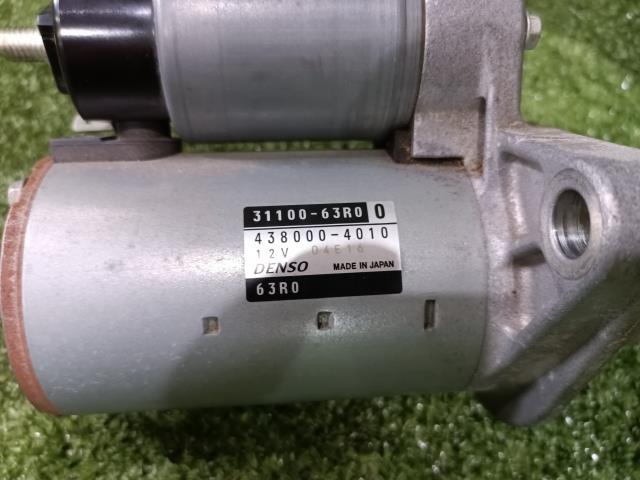 31100-63R0 0
438000-4010
12V 04E16
DENSO MADE IN JAPAN
63R0